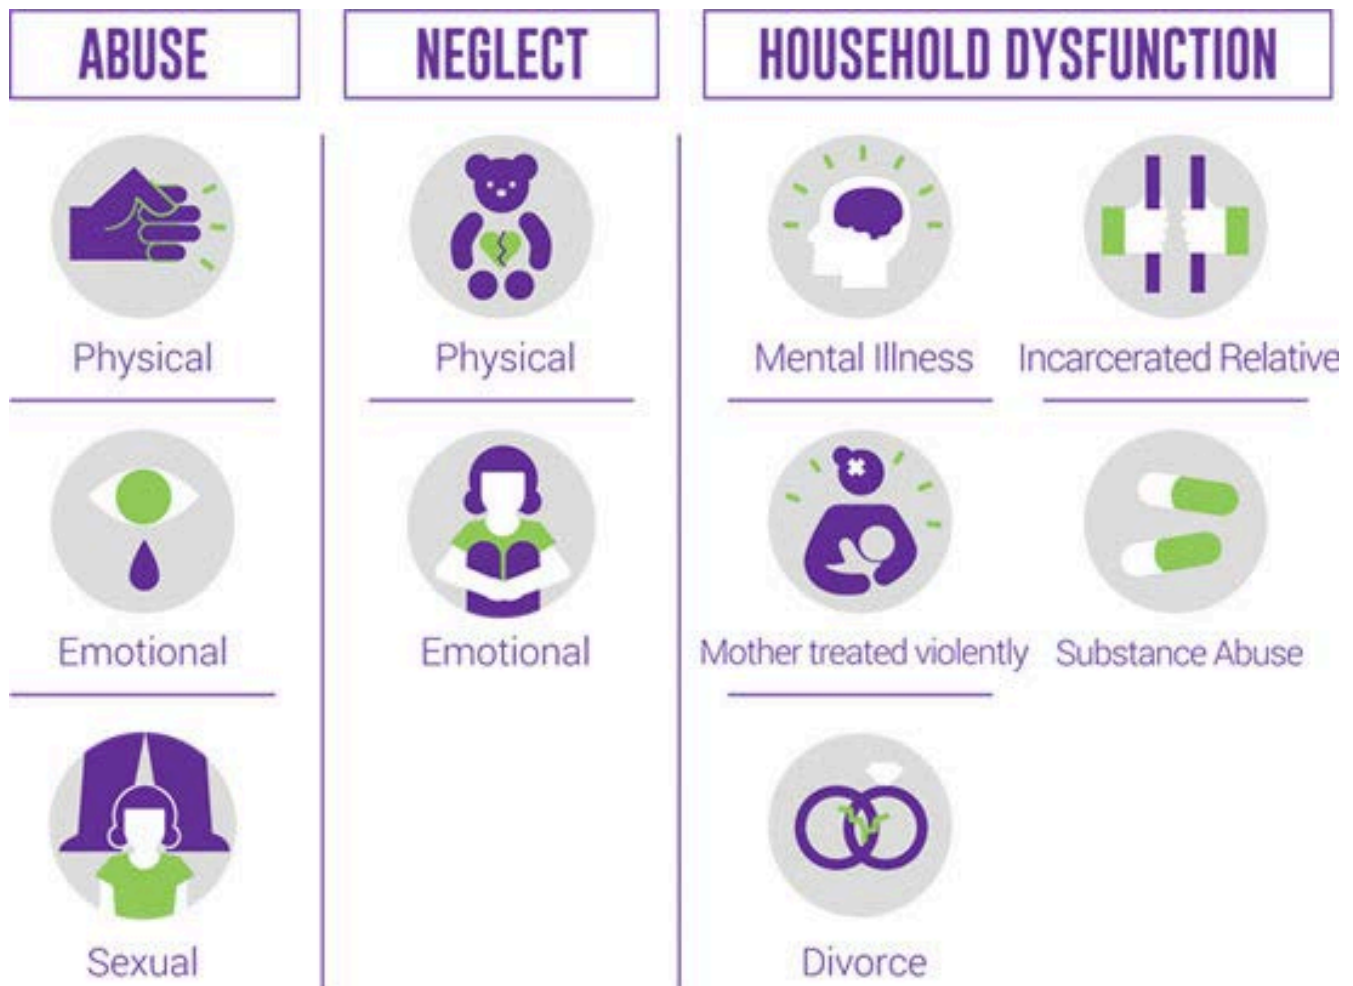 ABUSE
NEGLECT
HOUSEHOLD DYSFUNCTION
Physical
Physical
Mental Illness
Incarcerated Relative
Emotional
Emotional
Mother treated violently
Substance Abuse
Sexual
Divorce